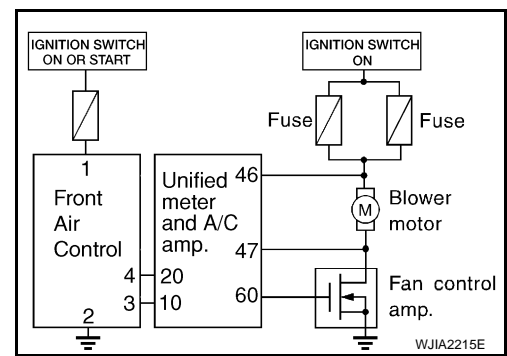 IGNITION SWITCH
ON OR START
IGNITION SWITCH
ON
Fuse
Fuse
1
Front
Air
Control
4
3
2
Unified
meter
and A/C
amp.
46
47
20
10
60
M
Blower
motor
Fan control
amp.
WJIA2215E